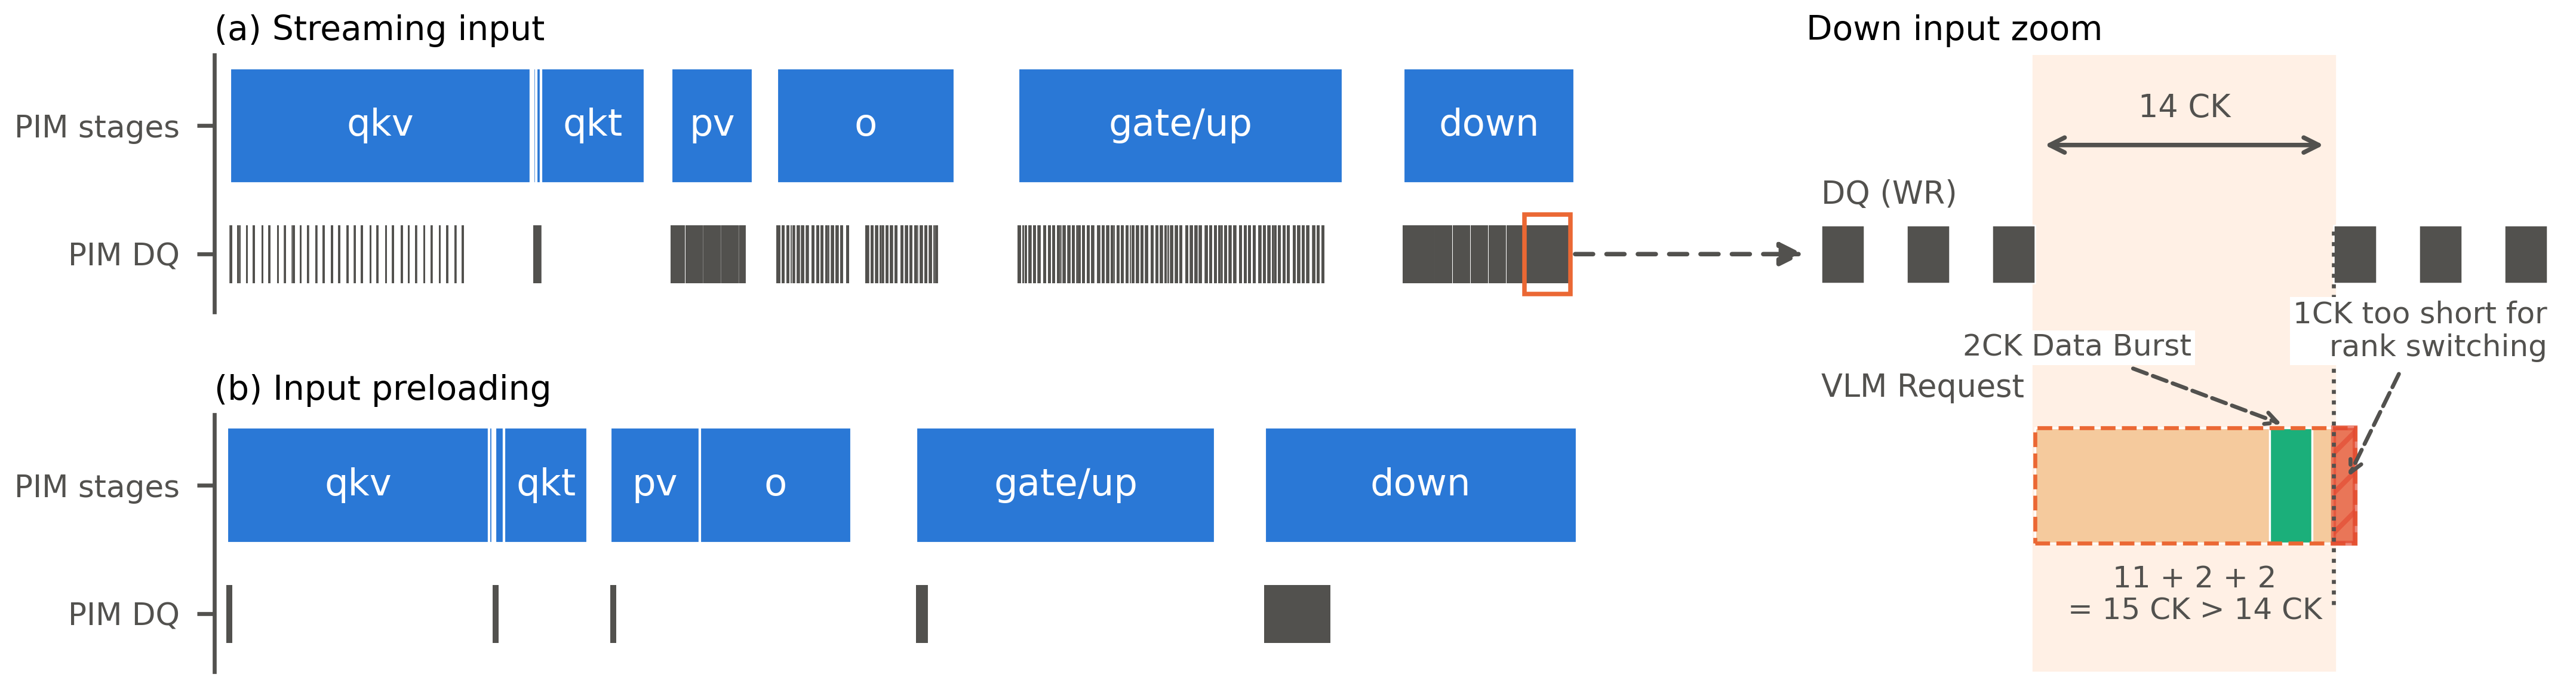 (a) Streaming input
PIM stages
qkv
qkt
pv
o
gate/up
down
PIM DQ
Down input zoom
14 CK
DQ (WR)
1CK too short for
rank switching
2CK Data Burst
VLM Request
11 + 2 + 2
= 15 CK > 14 CK
(b) Input preloading
PIM stages
qkv
qkt
pv
o
gate/up
down
PIM DQ